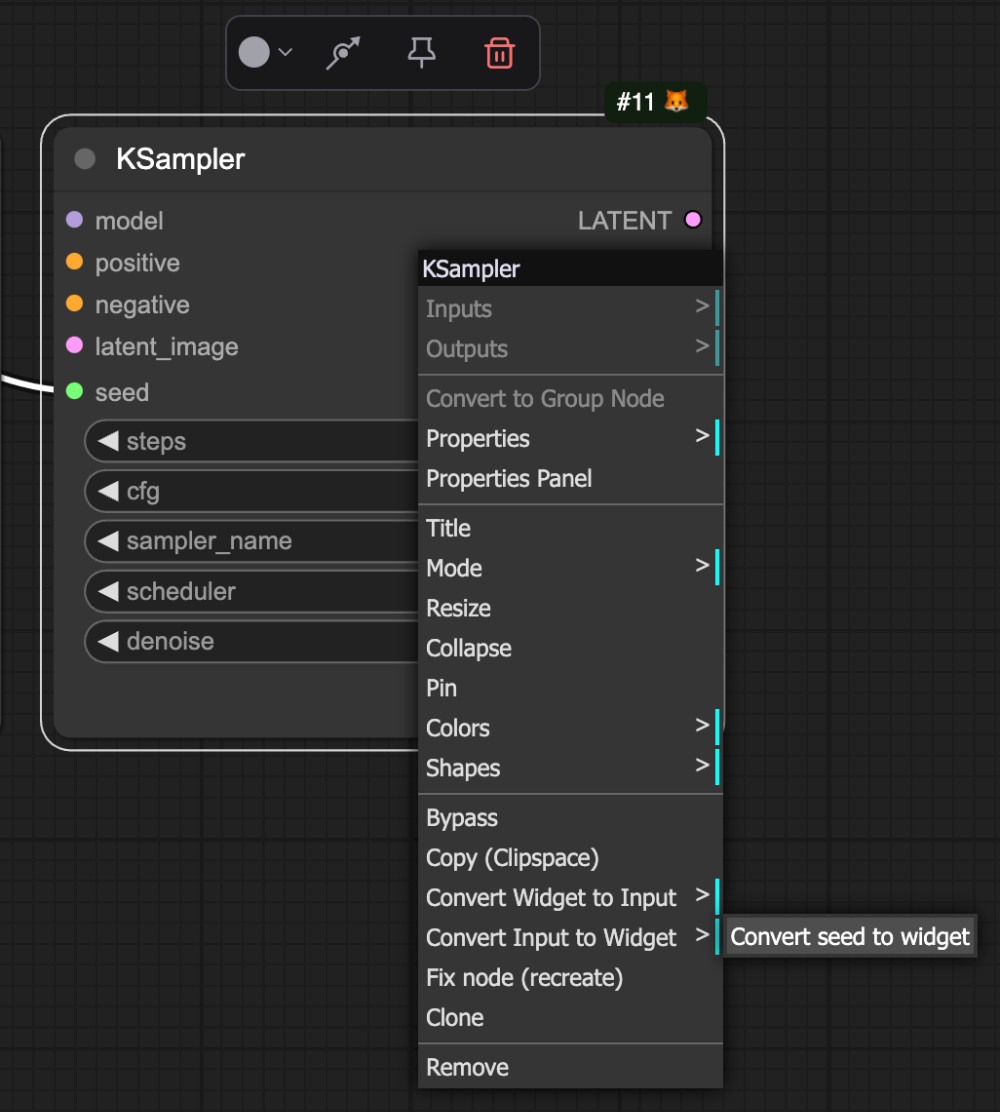 #11 🦊
KSampler
model
LATENT
positive
negative
latent_image
seed
steps
cfg
sampler_name
scheduler
denoise
KSampler
Inputs >
Outputs >
Convert to Group Node
Properties >
Properties Panel
Title
Mode >
Resize
Collapse
Pin
Colors >
Shapes >
Bypass
Copy (Clipspace)
Convert Widget to Input >
Convert Input to Widget >
Convert seed to widget
Fix node (recreate)
Clone
Remove